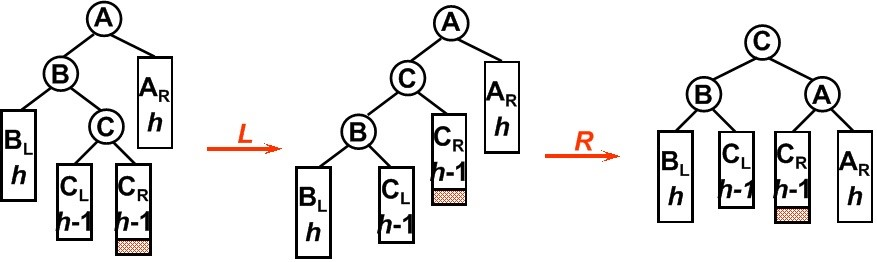 A
B
A_R
h
C
B_L
h
C_L
h-1
C_R
h-1
L
A
C
A_R
h
B
C_R
h-1
B_L
h
C_L
h-1
R
C
B
A
B_L
h
C_L
h-1
C_R
h-1
A_R
h